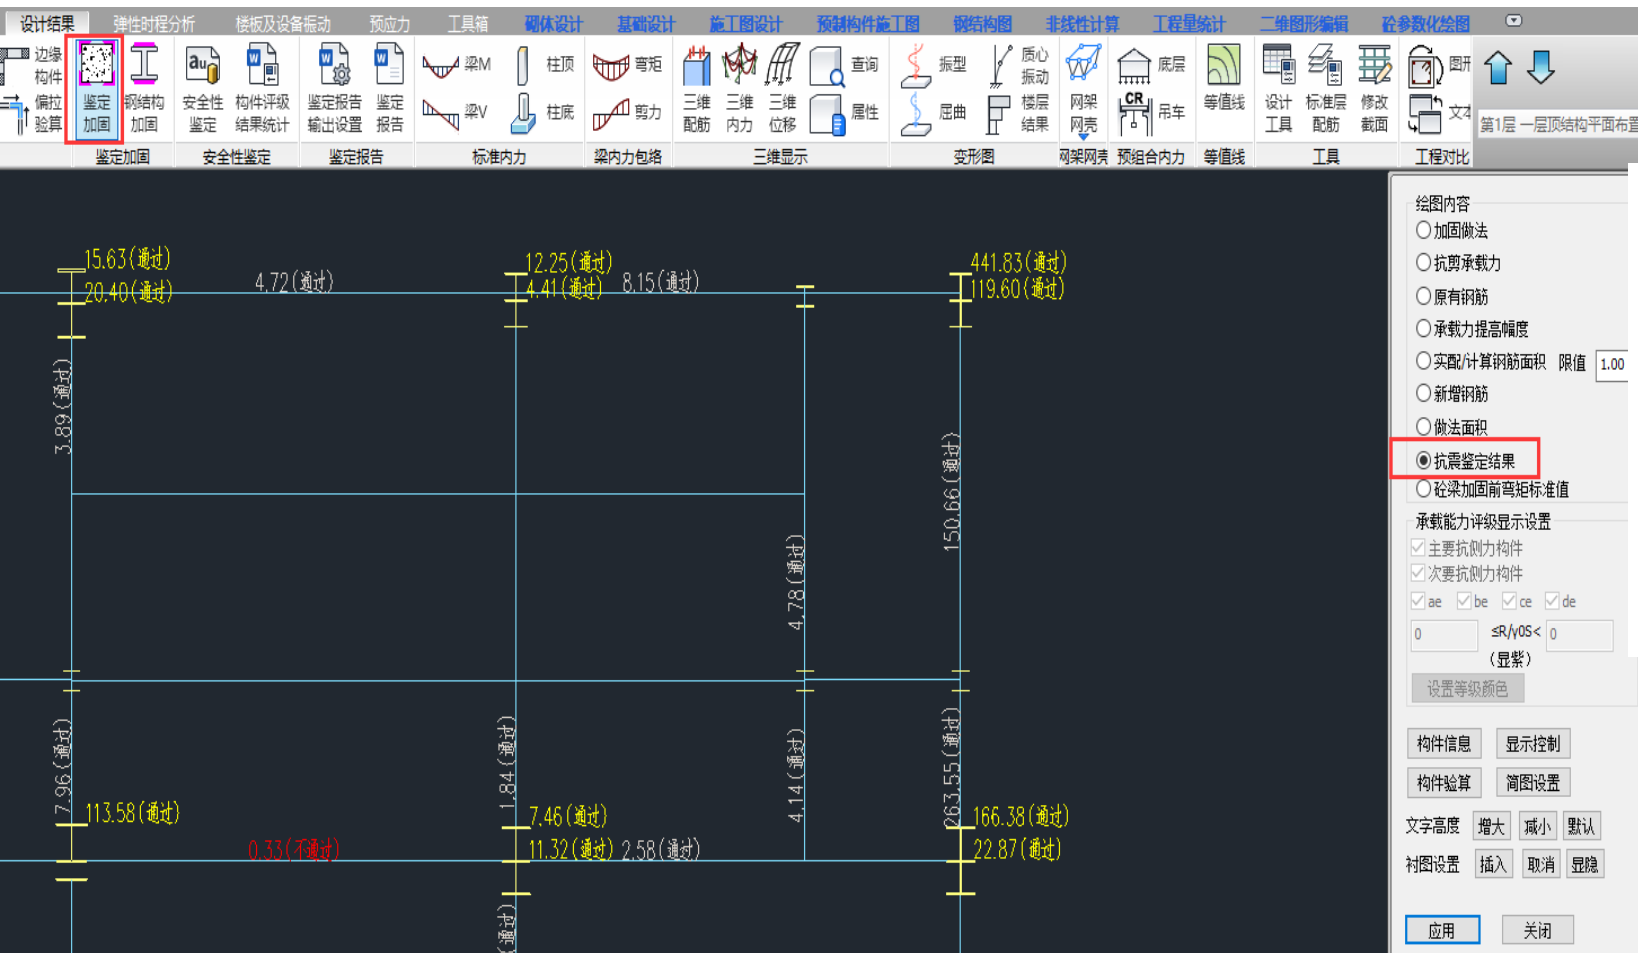 设计结果 弹性时程分析 楼板及设备振动 预应力 工具箱 砌体设计 基础设计 施工图设计 预制构件施工图 钢结构图 非线性计算 工程量统计 二维图形编辑 砼参数化绘图
边缘构件 偏拉验算
鉴定加固 钢结构加固 安全性鉴定 构件评级结果统计 鉴定报告输出设置 鉴定报告
梁M 梁V 柱顶 柱底 弯矩 剪力
三维配筋 三维内力 三维位移 查询 属性 振型 屈曲 质心振动 楼层结果
网架网壳 底层 吊车 等值线 设计工具 标准层配筋 修改截面 图形 文本
au W W W CR
第1层 一层顶结构平面布置
鉴定加固 安全性鉴定 鉴定报告 标准内力 梁内力包络 三维显示 变形图 网架网壳 预组合内力 等值线 工具 工程对比
15.63(通过)
20.40(通过)
4.72(通过)
12.25(通过)
4.41(通过)
8.15(通过)
441.83(通过)
119.60(通过)
3.89(通过)
150.66(通过)
4.78(通过)
7.96(通过)
1.84(通过)
4.14(通过)
263.55(通过)
113.58(通过)
7.46(通过)
166.38(通过)
0.33(不通过)
11.32(通过)
2.58(通过)
22.87(通过)
(通过)
绘图内容
加固做法
抗剪承载力
原有钢筋
承载力提高幅度
实配/计算钢筋面积 限值 1.00
新增钢筋
做法面积
抗震鉴定结果
砼梁加固前弯矩标准值
承载能力评级显示设置
主要抗侧力构件
次要抗侧力构件
ae be ce de
0 ≤R/γ0S< 0
(显紫)
设置等级颜色
构件信息 显示控制
构件验算 简图设置
文字高度 增大 减小 默认
衬图设置 插入 取消 显隐
应用 关闭